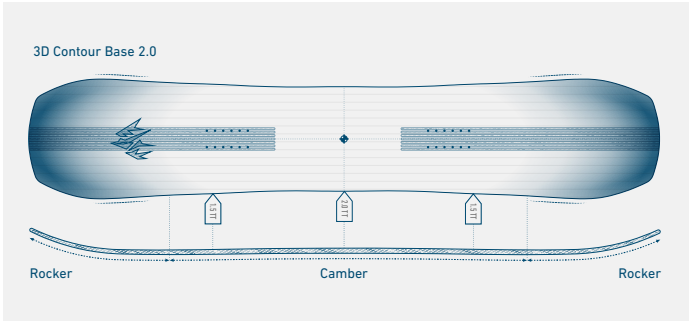 3D Contour Base 2.0
1.5 TT
2.0 TT
1.5 TT
Rocker
Camber
Rocker